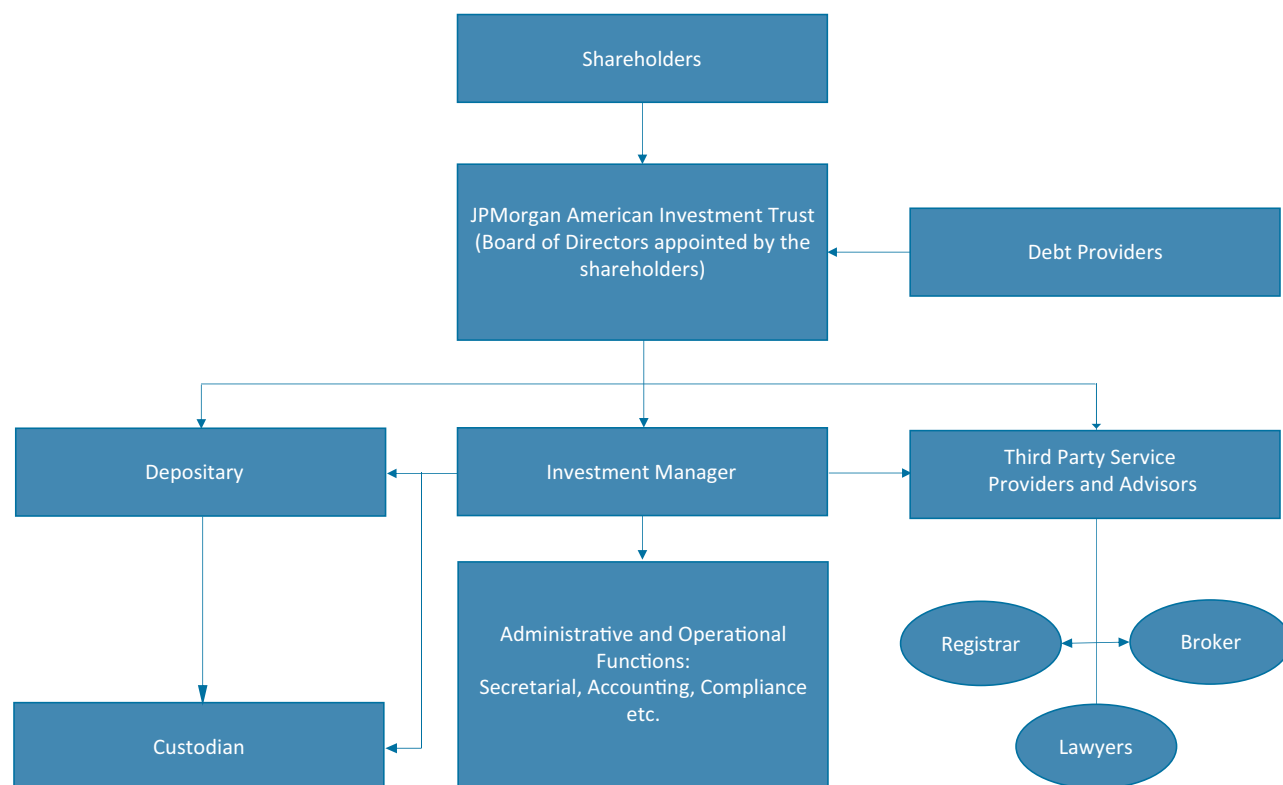 Shareholders
JPMorgan American Investment Trust
(Board of Directors appointed by the
shareholders)
Debt Providers
Depositary
Investment Manager
Third Party Service
Providers and Advisors
Administrative and Operational
Functions:
Secretarial, Accounting, Compliance
etc.
Registrar
Broker
Custodian
Lawyers